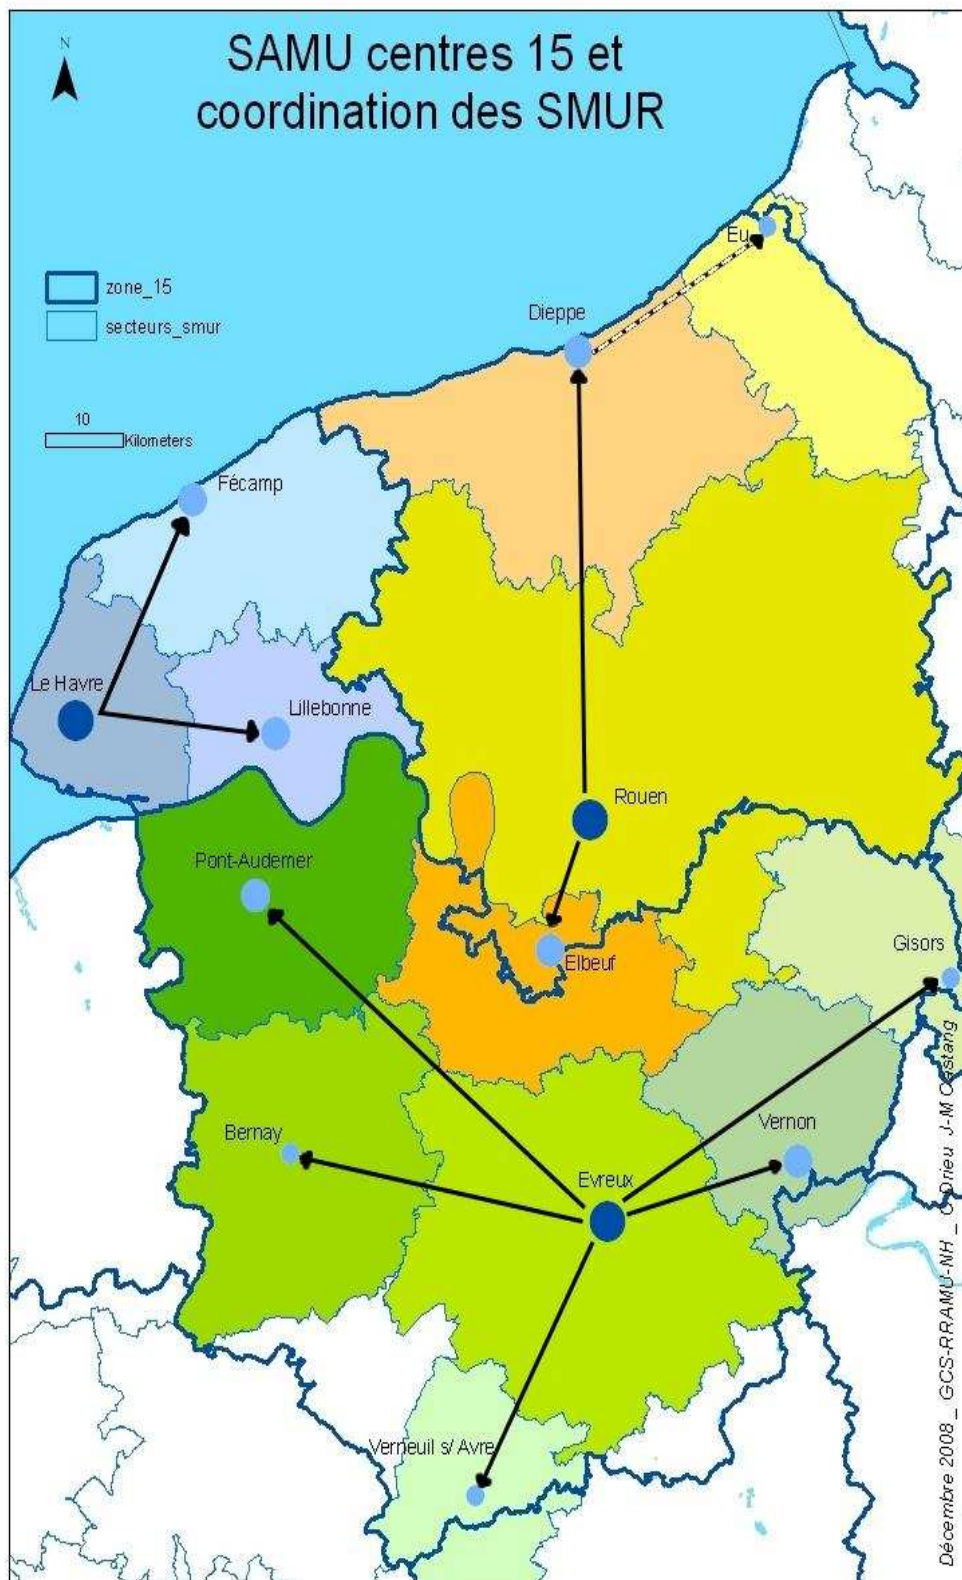 N
SAMU centres 15 et
coordination des SMUR
Eu
zone_15
secteurs_smur
Dieppe
10
Kilometers
Fécamp
Le Havre
Lillebonne
Rouen
Pont-Audemer
Gisors
Elbeuf
Bernay
Vernon
Evreux
Verneuil s/ Avre
Décembre 2008_ GCS-RRAMU-NH _ J-M